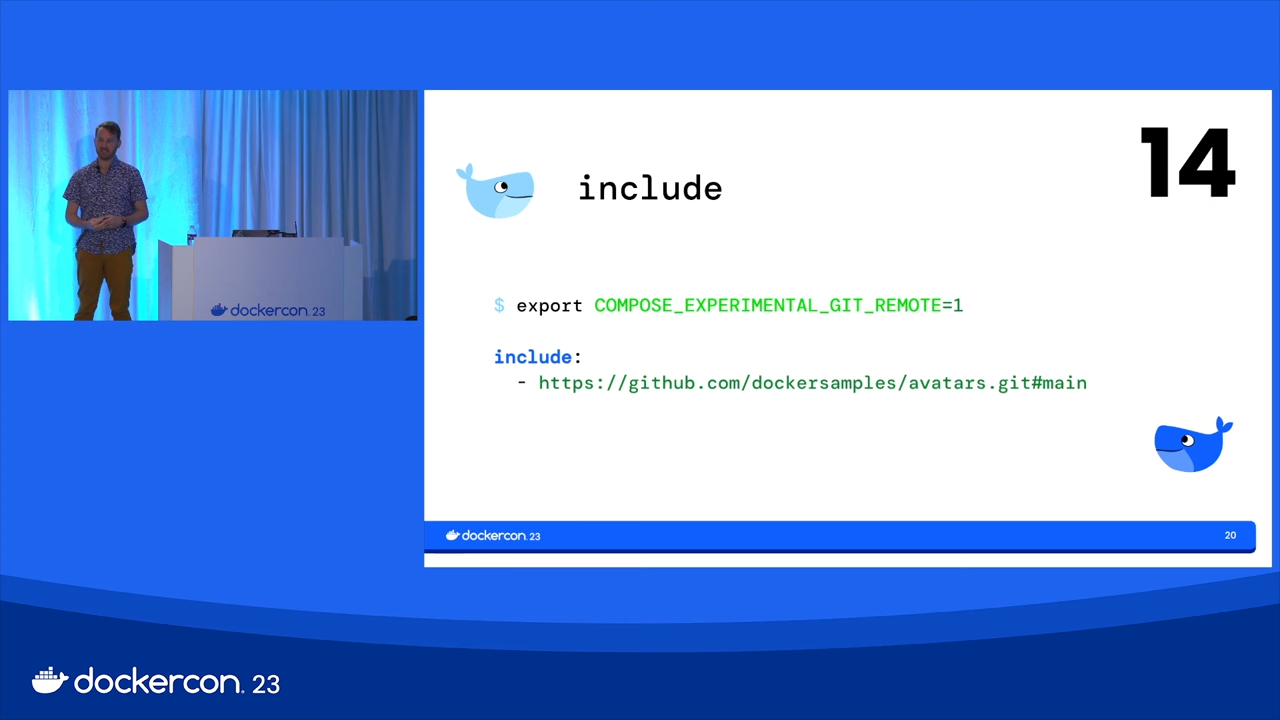 14
include
$ export COMPOSE_EXPERIMENTAL_GIT_REMOTE=1
include:
- https://github.com/dockersamples/avatars.git#main
dockercon. 23
dockercon. 23
20
dockercon. 23